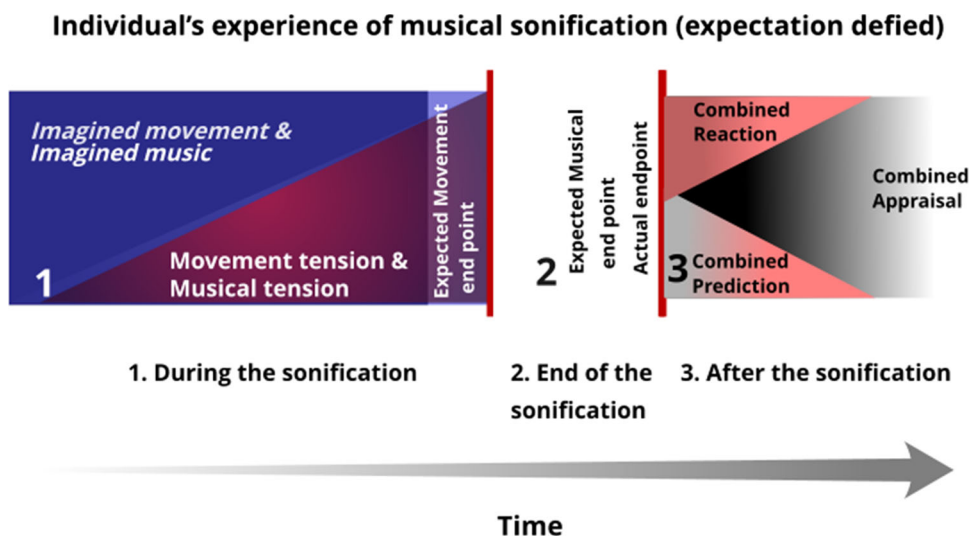 Individual’s experience of musical sonification (expectation defied)
Imagined movement &
Imagined music
1
Movement tension &
Musical tension
Expected Movement
end point
2
Expected Musical
end point
Actual endpoint
Combined
Reaction
3
Combined
Prediction
Combined
Appraisal
1. During the sonification
2. End of the
sonification
3. After the sonification
Time